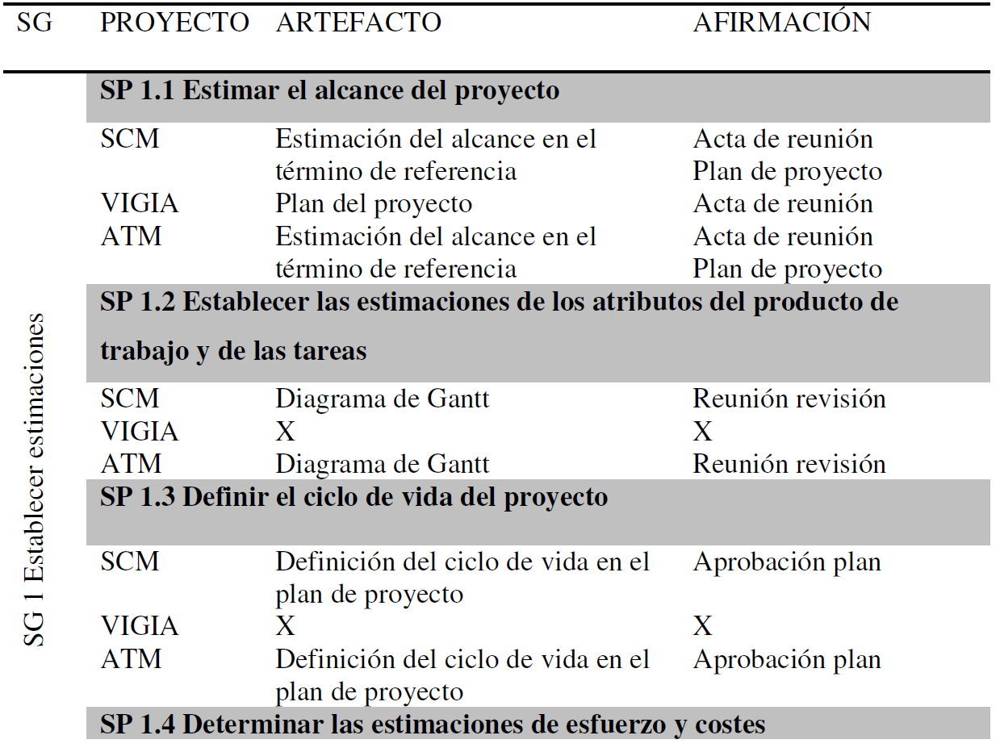 SG PROYECTO ARTEFACTO AFIRMACIÓN
SG 1 Establecer estimaciones
SP 1.1 Estimar el alcance del proyecto
SCM Estimación del alcance en el Acta de reunión
término de referencia Plan de proyecto
VIGIA Plan del proyecto Acta de reunión
ATM Estimación del alcance en el Acta de reunión
término de referencia Plan de proyecto
SP 1.2 Establecer las estimaciones de los atributos del producto de
trabajo y de las tareas
SCM Diagrama de Gantt Reunión revisión
VIGIA X X
ATM Diagrama de Gantt Reunión revisión
SP 1.3 Definir el ciclo de vida del proyecto
SCM Definición del ciclo de vida en el Aprobación plan
plan de proyecto
VIGIA X X
ATM Definición del ciclo de vida en el Aprobación plan
plan de proyecto
SP 1.4 Determinar las estimaciones de esfuerzo y costes